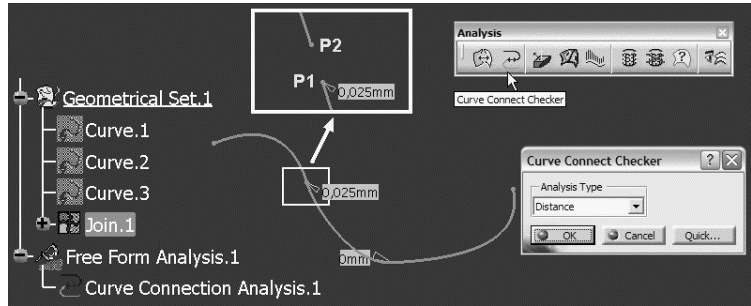 P2
P1
0,025mm
Analysis
Curve Connect Checker
Geometrical Set.1
Curve.1
Curve.2
Curve.3
Join.1
0,025mm
0mm
Curve Connect Checker
Analysis Type
Distance
OK
Cancel
Quick...
Free Form Analysis.1
Curve Connection Analysis.1